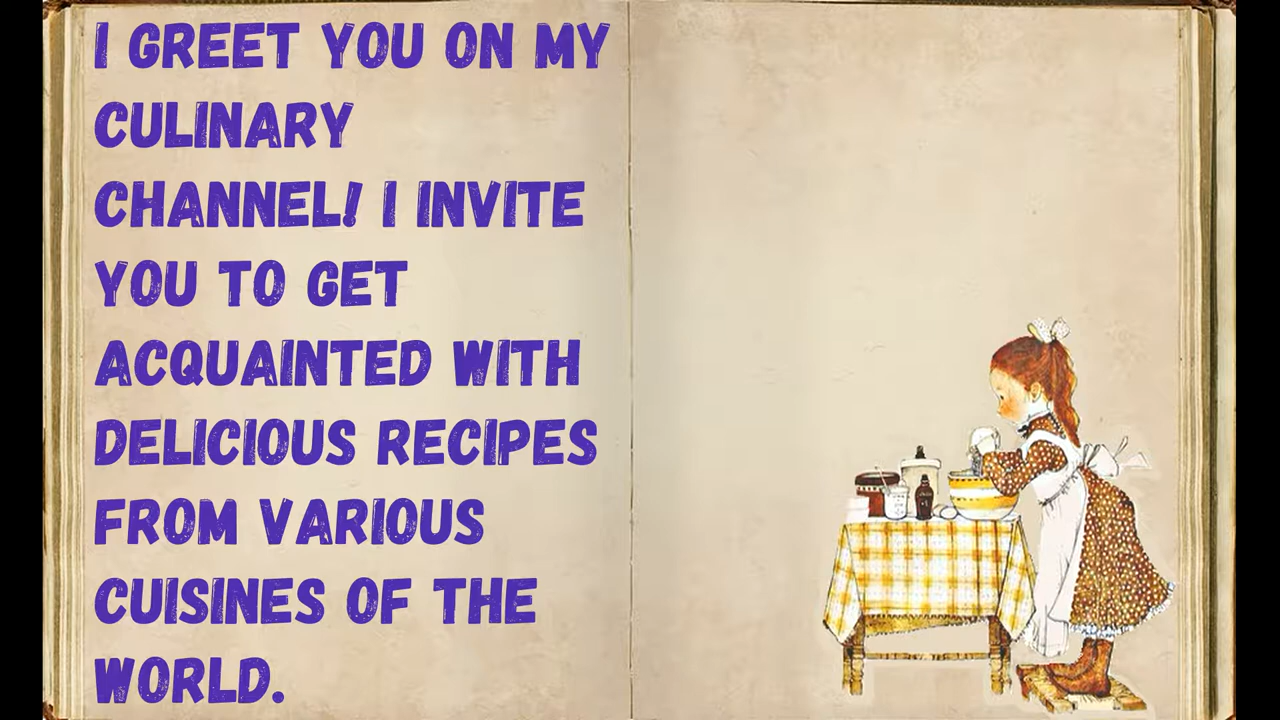 I GREET YOU ON MY
CULINARY
CHANNEL! I INVITE
YOU TO GET
ACQUAINTED WITH
DELICIOUS RECIPES
FROM VARIOUS
CUISINES OF THE
WORLD.